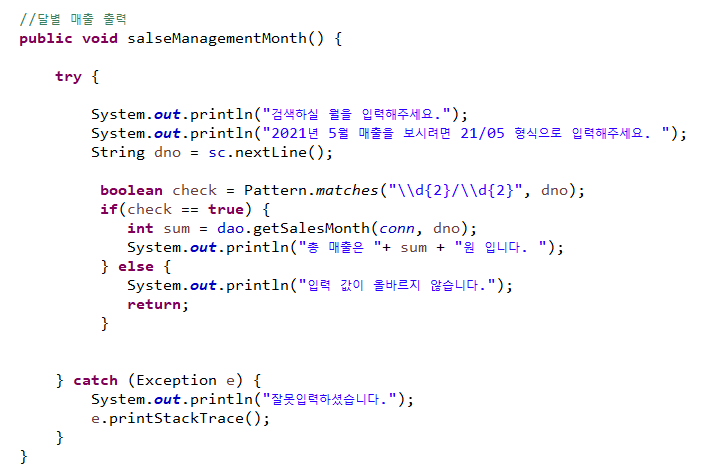 //달별 매출 출력
public void salseManagementMonth() {
try {
System.out.println("검색하실 월을 입력해주세요.");
System.out.println("2021년 5월 매출을 보시려면 21/05 형식으로 입력해주세요. ");
String dno = sc.nextLine();
boolean check = Pattern.matches("\\d{2}/\\d{2}", dno);
if(check == true) {
int sum = dao.getSalesMonth(conn, dno);
System.out.println("총 매출은 "+ sum + "원 입니다. ");
} else {
System.out.println("입력 값이 올바르지 않습니다.");
return;
}
} catch (Exception e) {
System.out.println("잘못입력하셨습니다.");
e.printStackTrace();
}
}